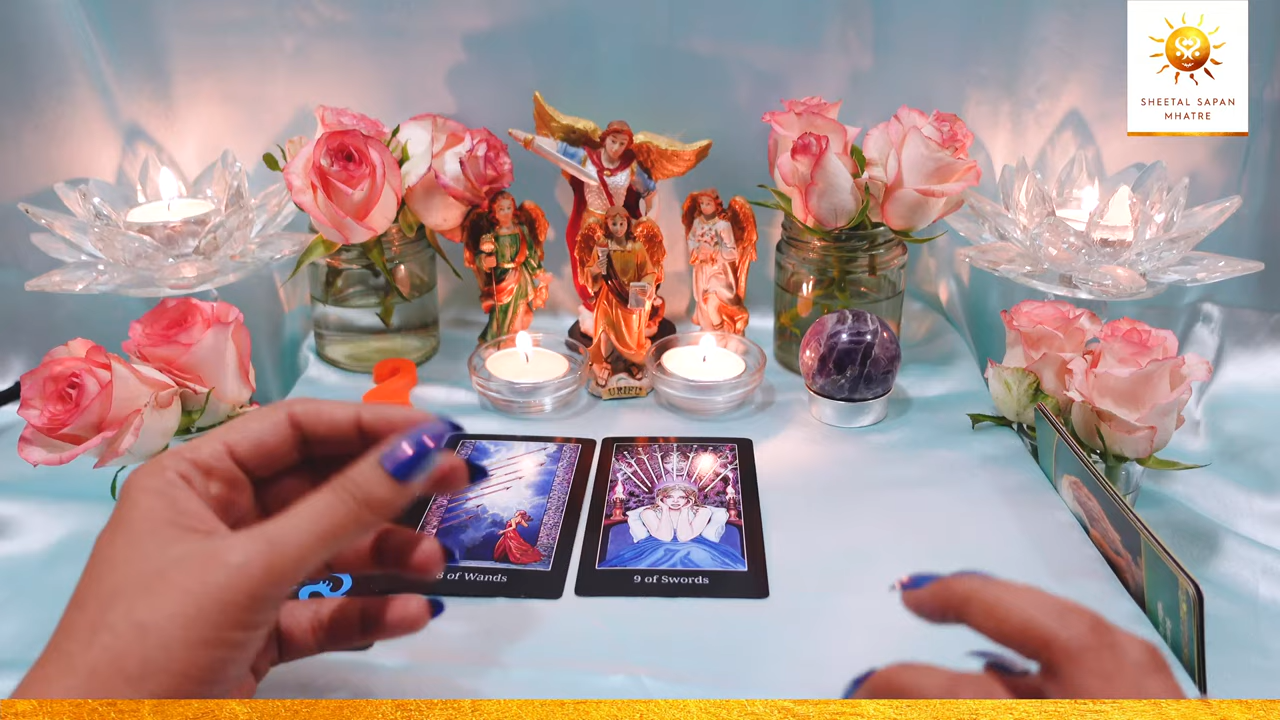 SHEETAL SAPAN
MHATRE
URIEL
8 of Wands
9 of Swords